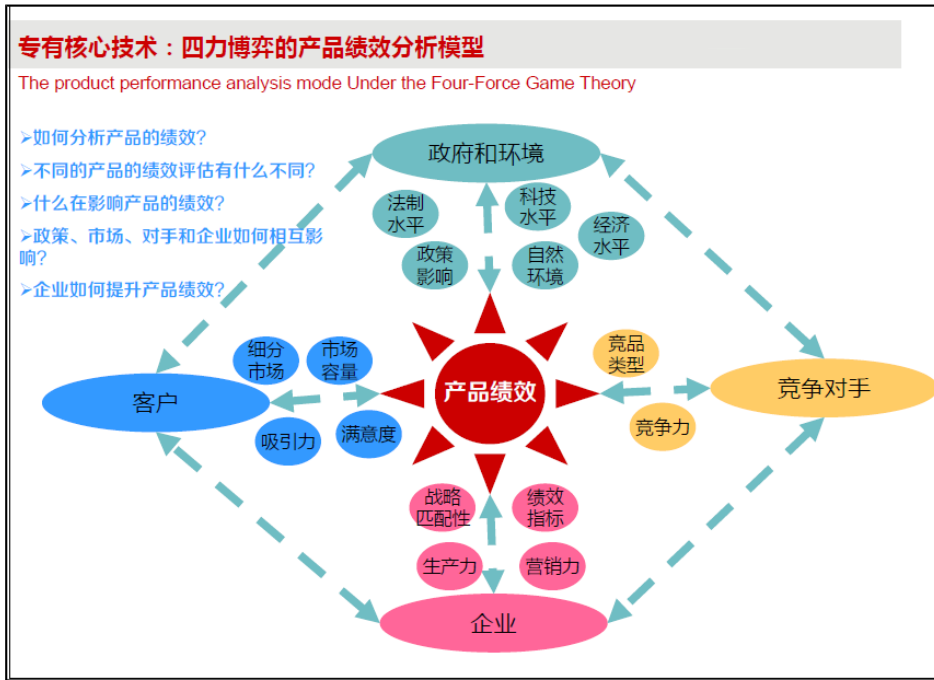 专有核心技术：四力博弈的产品绩效分析模型
The product performance analysis mode Under the Four-Force Game Theory
➢如何分析产品的绩效?
➢不同的产品的绩效评估有什么不同?
➢什么在影响产品的绩效?
➢政策、市场、对手和企业如何相互影
响?
➢企业如何提升产品绩效?
政府和环境
法制
水平
科技
水平
经济
水平
政策
影响
自然
环境
细分
市场
市场
容量
客户
吸引力
满意度
产品绩效
竞品
类型
竞争对手
竞争力
战略
匹配性
绩效
指标
生产力
营销力
企业